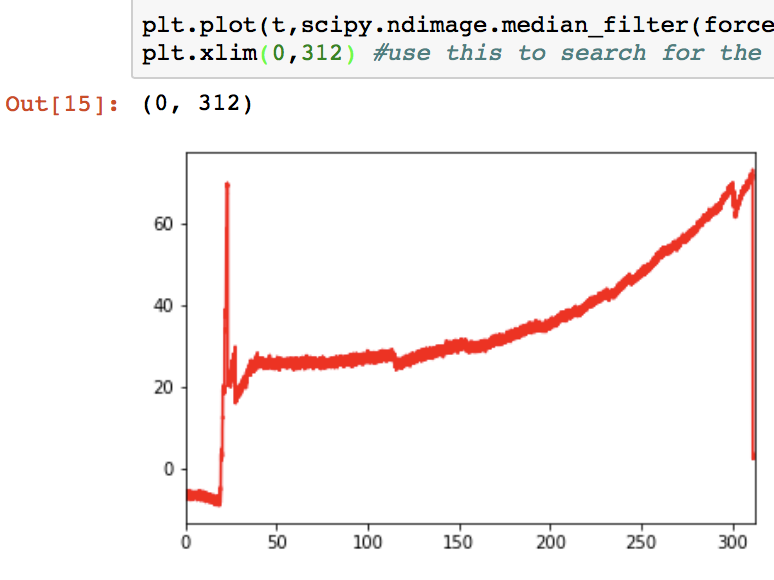 plt.plot(t,scipy.ndimage.median_filter(force
plt.xlim(0,312) #use this to search for the
Out[15]: (0, 312)
60
40
20
0
0 50 100 150 200 250 300